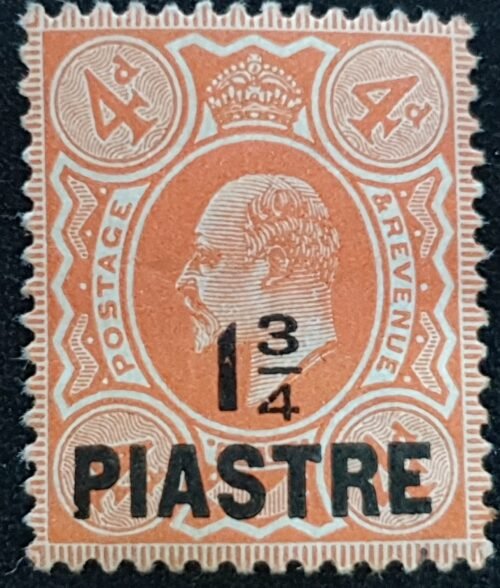 4d 4d
POSTAGE
& REVENUE
1 3/4
PIASTRE